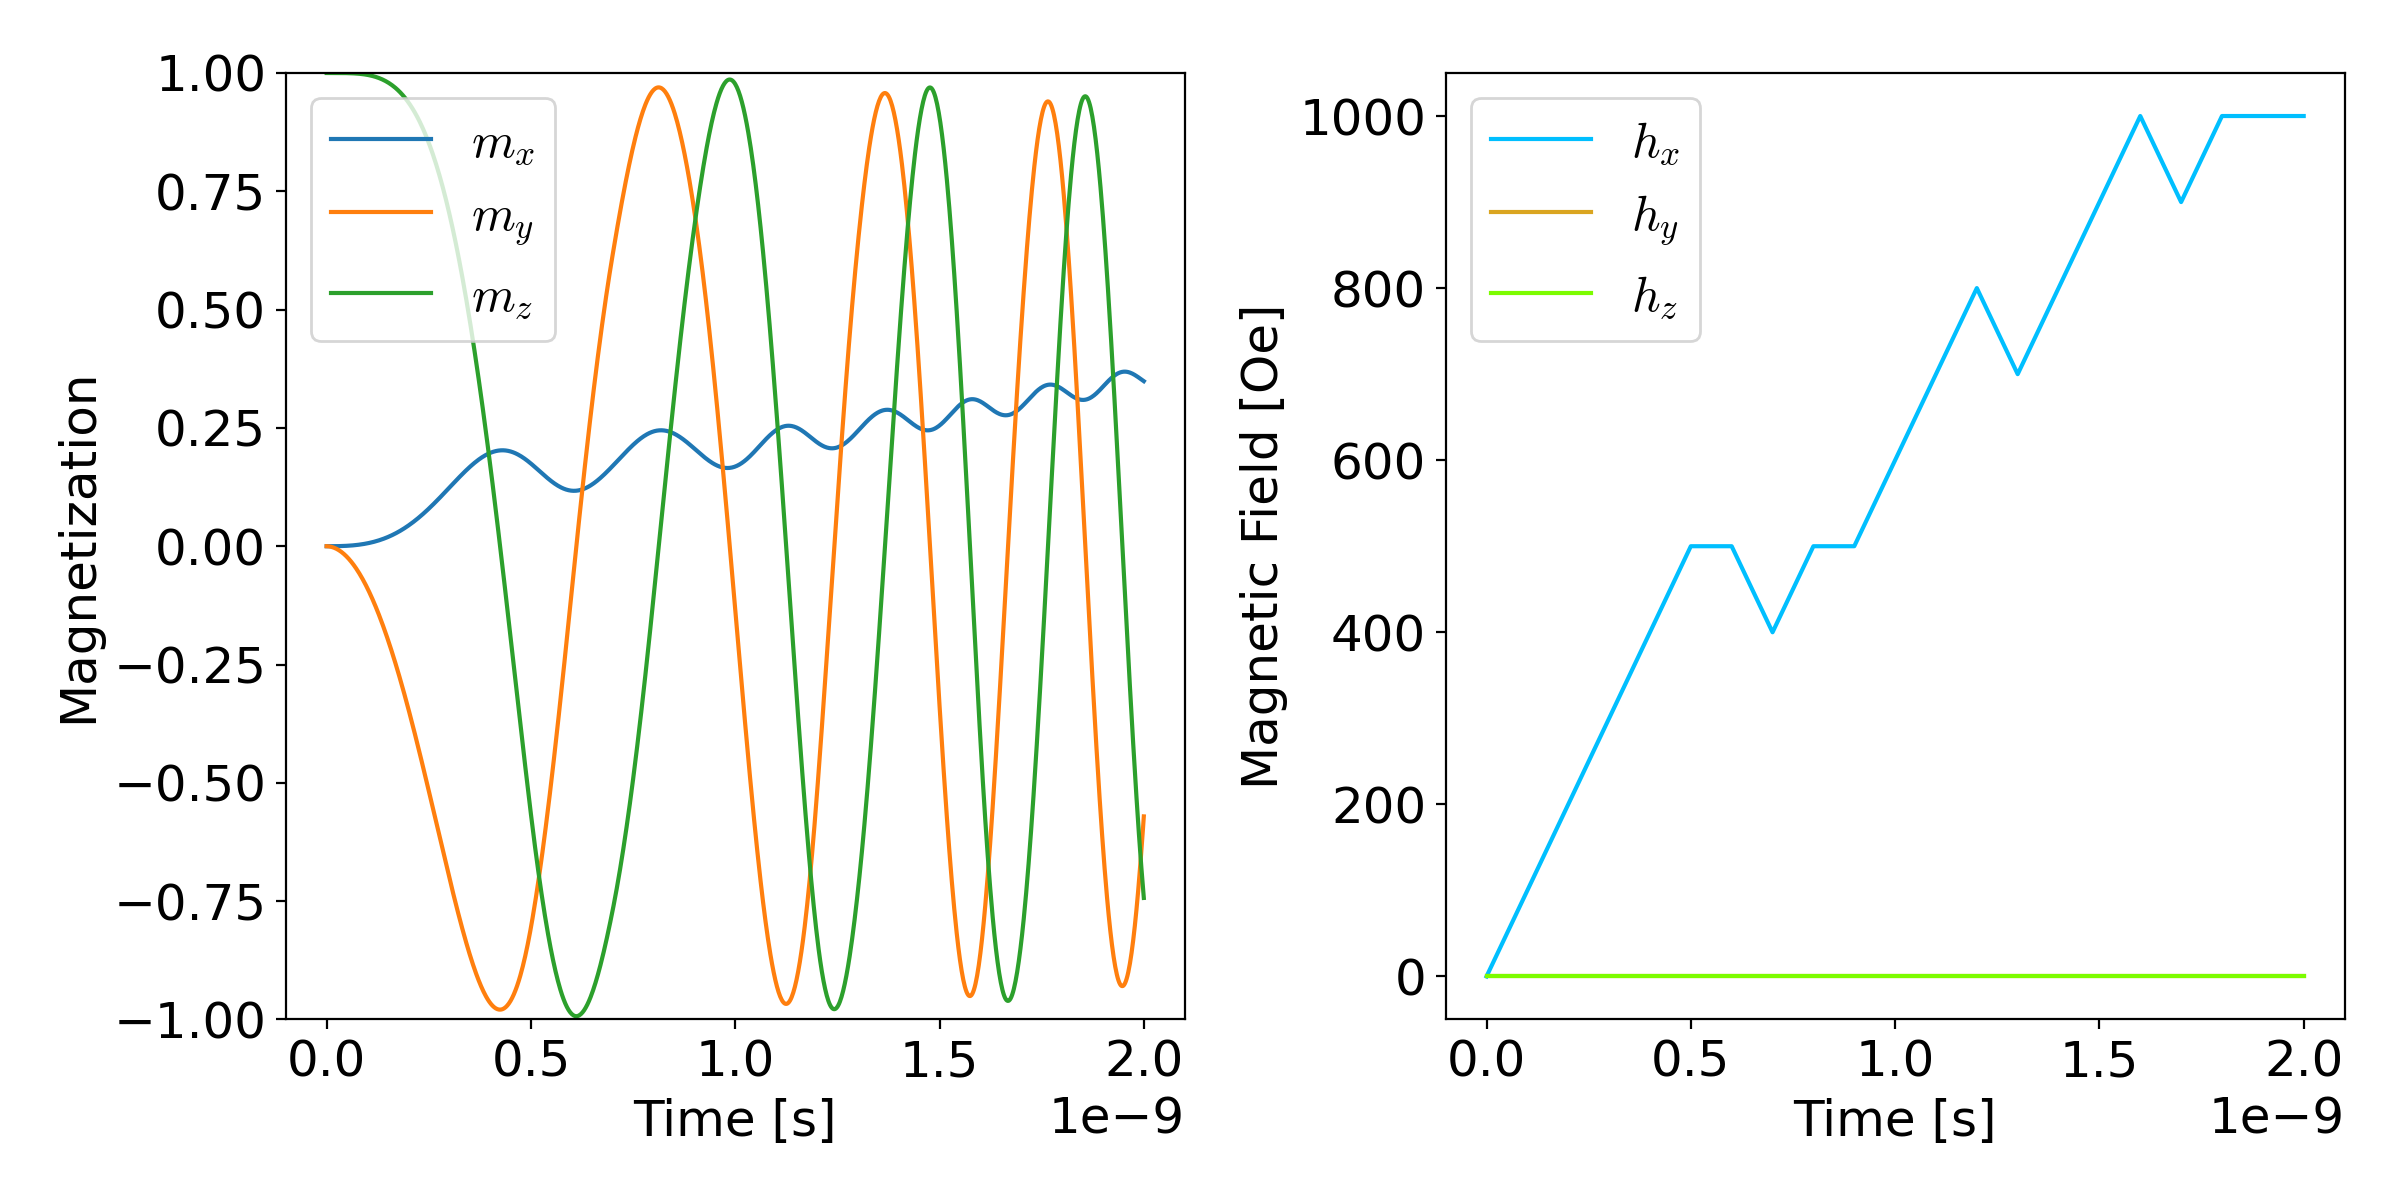 1.00
0.75
0.50
0.25
0.00
−0.25
−0.50
−0.75
−1.00
Magnetization
m_x
m_y
m_z
0.0 0.5 1.0 1.5 2.0
Time [s]
1e−9
1000
800
600
400
200
0
Magnetic Field [Oe]
h_x
h_y
h_z
0.0 0.5 1.0 1.5 2.0
Time [s]
1e−9